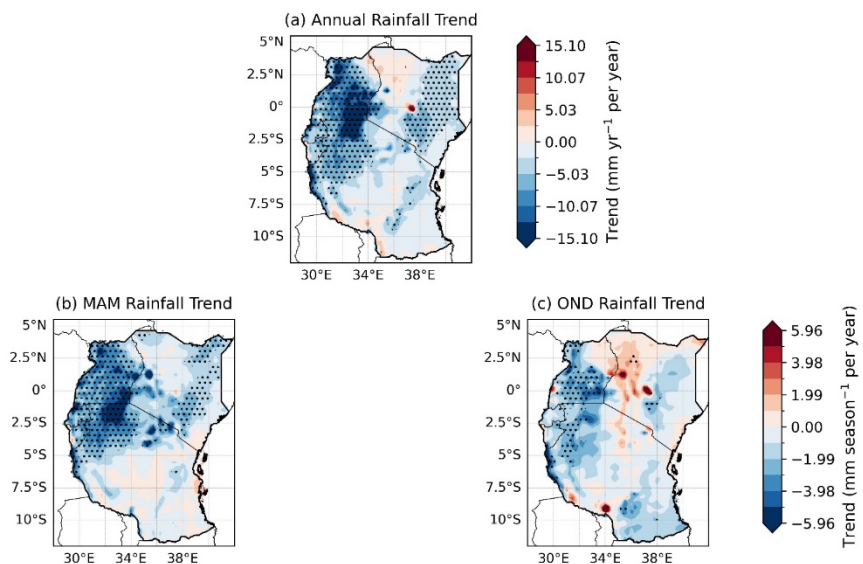 (a) Annual Rainfall Trend
5°N
2.5°N
0°
2.5°S
5°S
7.5°S
10°S
30°E 34°E 38°E
15.10
10.07
5.03
0.00
−5.03
−10.07
−15.10
Trend (mm yr⁻¹ per year)
(b) MAM Rainfall Trend
5°N
2.5°N
0°
2.5°S
5°S
7.5°S
10°S
30°E 34°E 38°E
(c) OND Rainfall Trend
5°N
2.5°N
0°
2.5°S
5°S
7.5°S
10°S
30°E 34°E 38°E
5.96
3.98
1.99
0.00
−1.99
−3.98
−5.96
Trend (mm season⁻¹ per year)